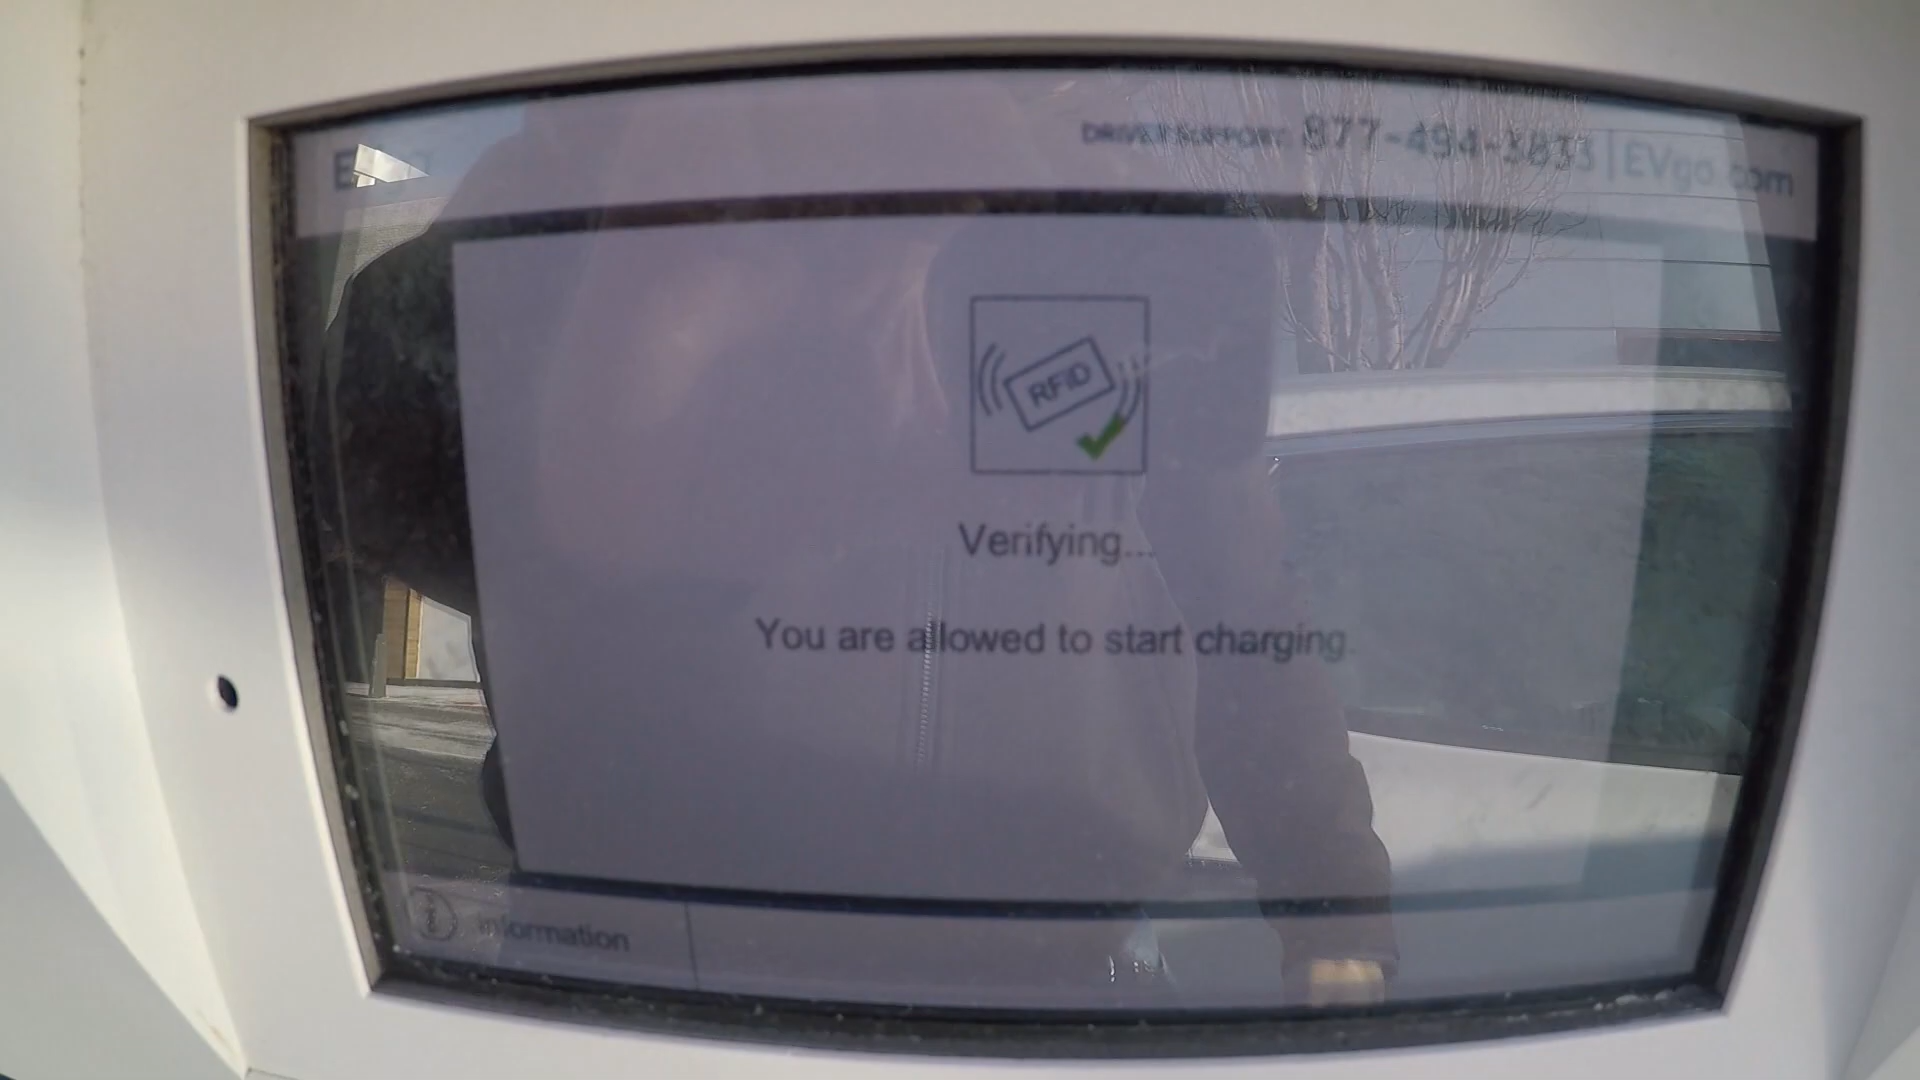 DRIVER SUPPORT: 877-494-3833 | EVgo.com
RFID
Verifying...
You are allowed to start charging.
Information